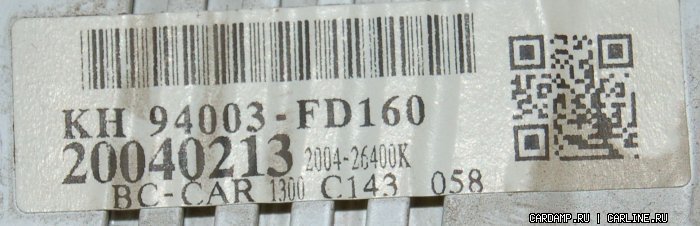 KH 94003-FD160
20040213 2004-26400K
BC-CAR 1300 C143 058
CARDAMP.RU | CARLINE.RU